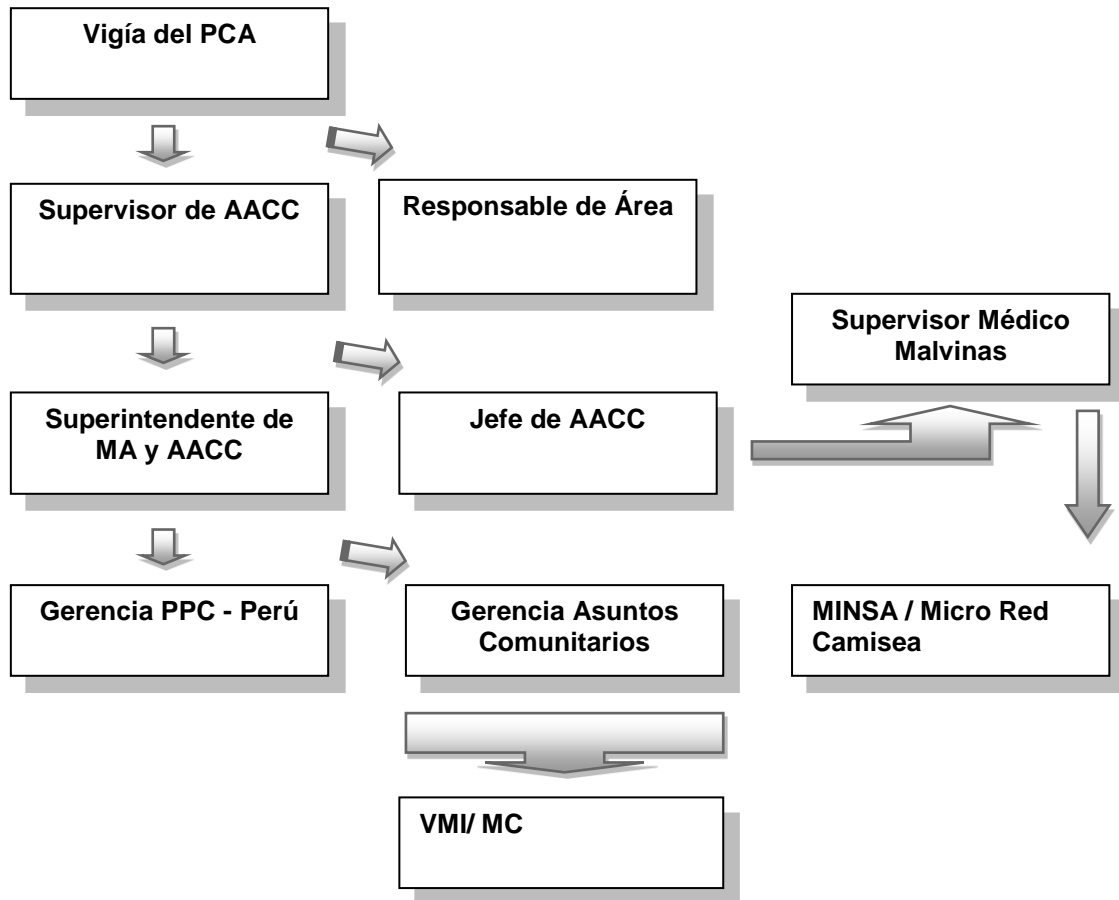 Vigía del PCA
Supervisor de AACC
Responsable de Área
Supervisor Médico
Malvinas
Superintendente de
MA y AACC
Jefe de AACC
Gerencia PPC - Perú
Gerencia Asuntos
Comunitarios
MINSA / Micro Red
Camisea
VMI/ MC